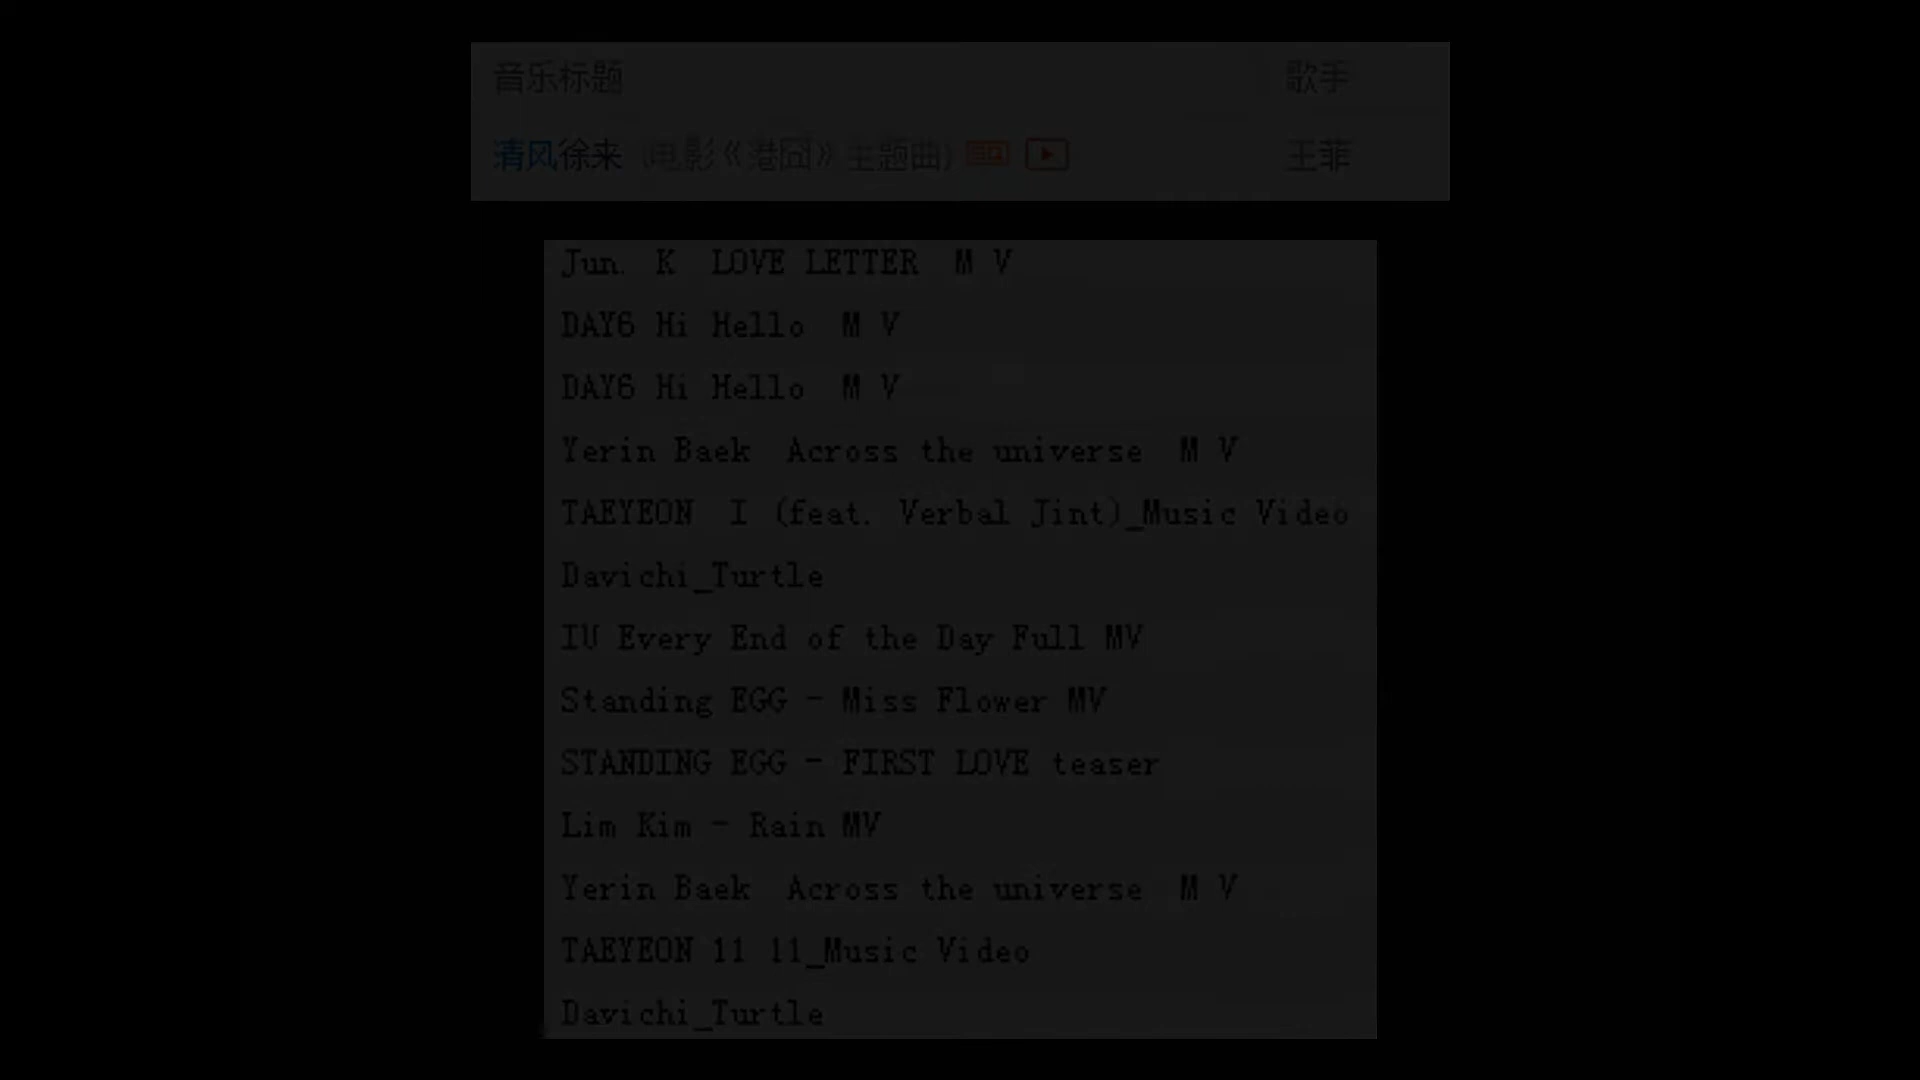 音乐标题 歌手
清风徐来 (电影《港囧》主题曲) SQ 王菲
Jun. K LOVE LETTER M V
DAY6 Hi Hello M V
DAY6 Hi Hello M V
Yerin Baek Across the universe M V
TAEYEON I (feat. Verbal Jint)_Music Video
Davichi_Turtle
IU Every End of the Day Full MV
Standing EGG - Miss Flower MV
STANDING EGG - FIRST LOVE teaser
Lim Kim - Rain MV
Yerin Baek Across the universe M V
TAEYEON 11 11_Music Video
Davichi_Turtle